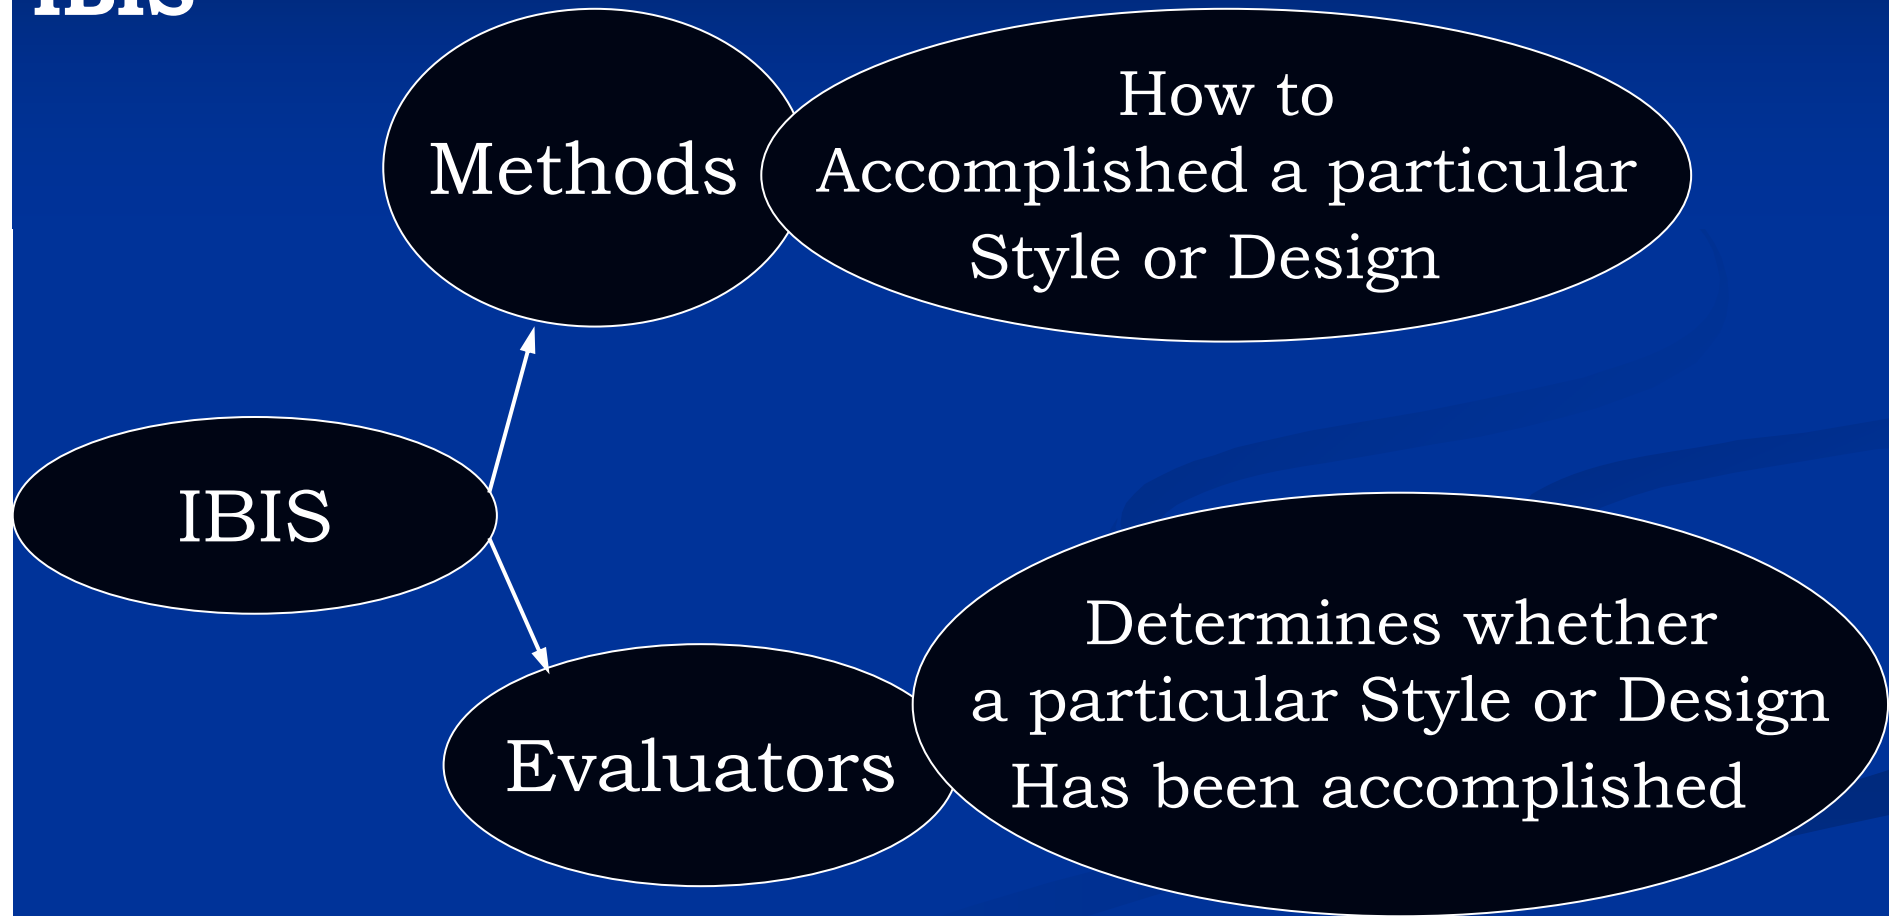 IBIS
Methods
How to
Accomplished a particular
Style or Design
IBIS
Evaluators
Determines whether
a particular Style or Design
Has been accomplished